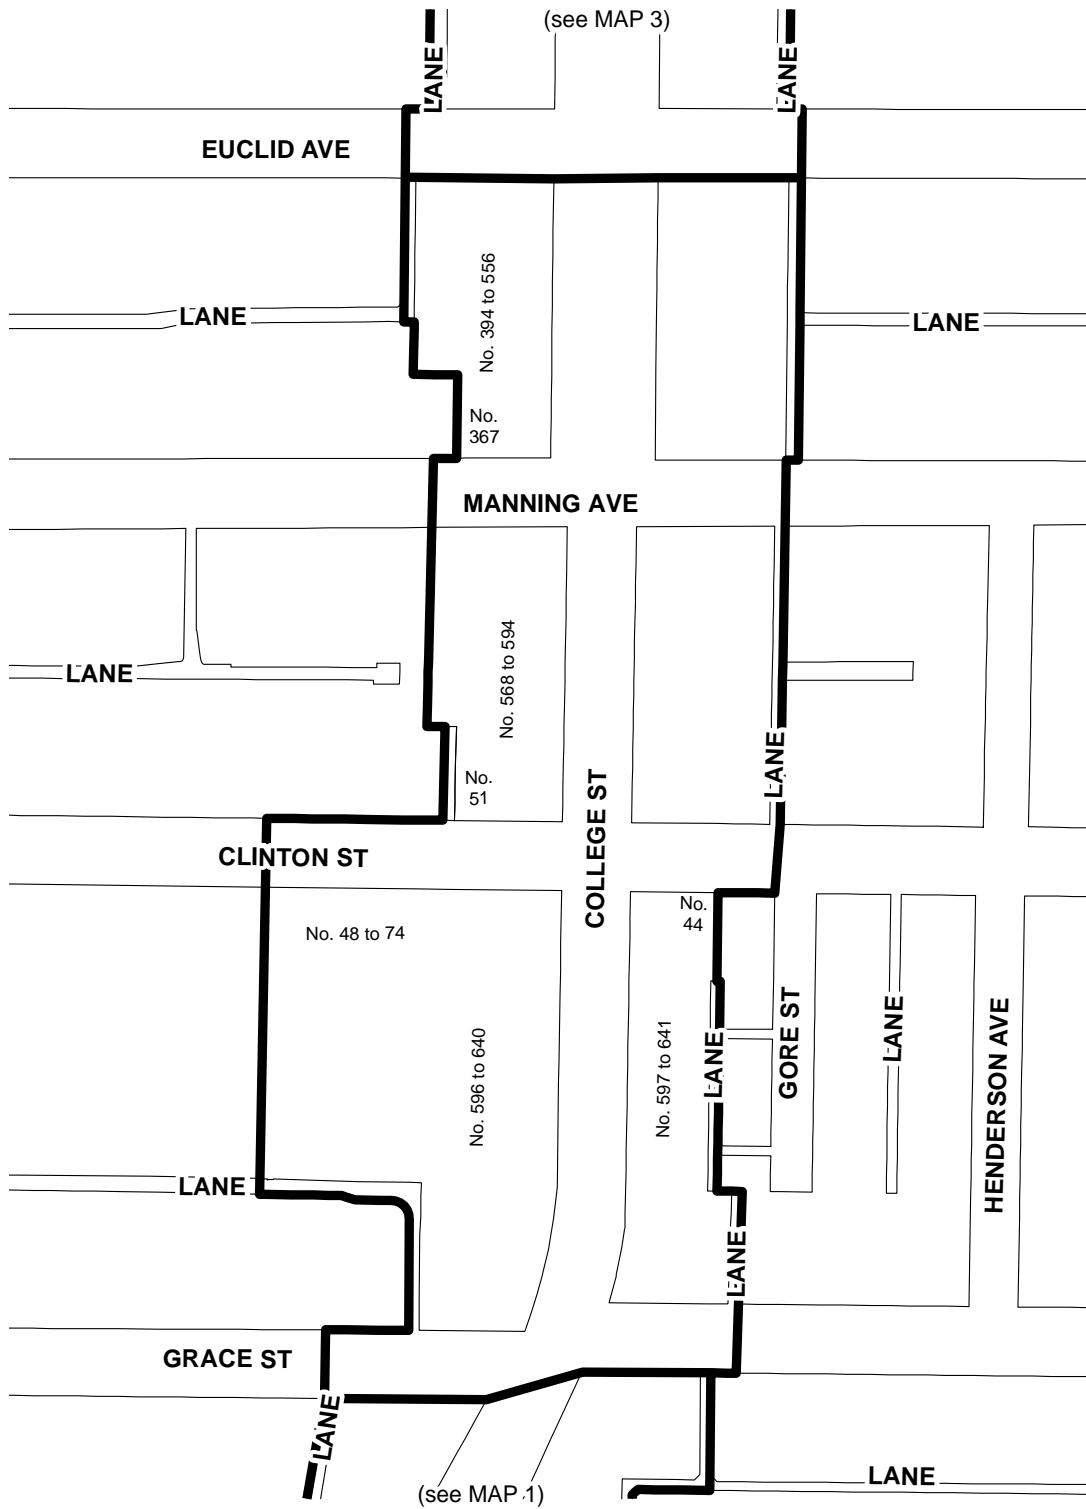 (see MAP 3)
LANE
LANE
EUCLID AVE
No. 394 to 556
LANE
LANE
No.
367
MANNING AVE
No. 568 to 594
LANE
LANE
No.
51
COLLEGE ST
CLINTON ST
No.
44
No. 48 to 74
No. 596 to 640
No. 597 to 641
LANE
GORE ST
LANE
HENDERSON AVE
LANE
LANE
GRACE ST
LANE
LANE
(see MAP 1)